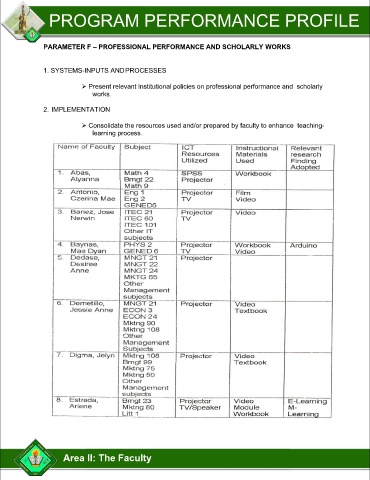 PROGRAM PERFORMANCE PROFILE
PARAMETER F – PROFESSIONAL PERFORMANCE AND SCHOLARLY WORKS
1. SYSTEMS-INPUTS AND PROCESSES
➢ Present relevant institutional policies on professional performance and scholarly
works.
2. IMPLEMENTATION
➢ Consolidate the resources used and/or prepared by faculty to enhance teaching-
learning process.
Name of Faculty Subject ICT Instructional Relevant
Resources Materials research
Utilized Used Finding
Adopted
1. Abas, Math 4 SPSS Workbook
Alyanna Bmgt 22 Projector
Math 9
2. Antonio, Eng 1 Projector Film
Czerina Mae Eng 2 TV Video
GENED5
3. Banez, Jose ITEC 21 Projector Video
Nerwin ITEC 60 TV
ITEC 101
Other IT
subjects
4. Baynas, PHYS 2 Projector Workbook Arduino
Mae Dyan GENED 6 TV Video
5. Dedase, MNGT 21 Projector
Desiree MNGT 22
Anne MNGT 24
MKTG 65
Other
Management
subjects
6. Demetillo, MNGT 21 Projector Video
Jessie Anne ECON 3 Textbook
ECON 24
Mktng 90
Mktng 108
Other
Management
Subjects
7. Digma, Jelyn Mktng 108 Projector Video
Bmgt 99 Textbook
Mktng 75
Mktng 50
Other
Management
subjects
8. Estrada, Bmgt 23 Projector Video E-Learning
Arlene Mktng 60 TV/Speaker Module M-
Litt 1 Workbook Learning
Area II: The Faculty